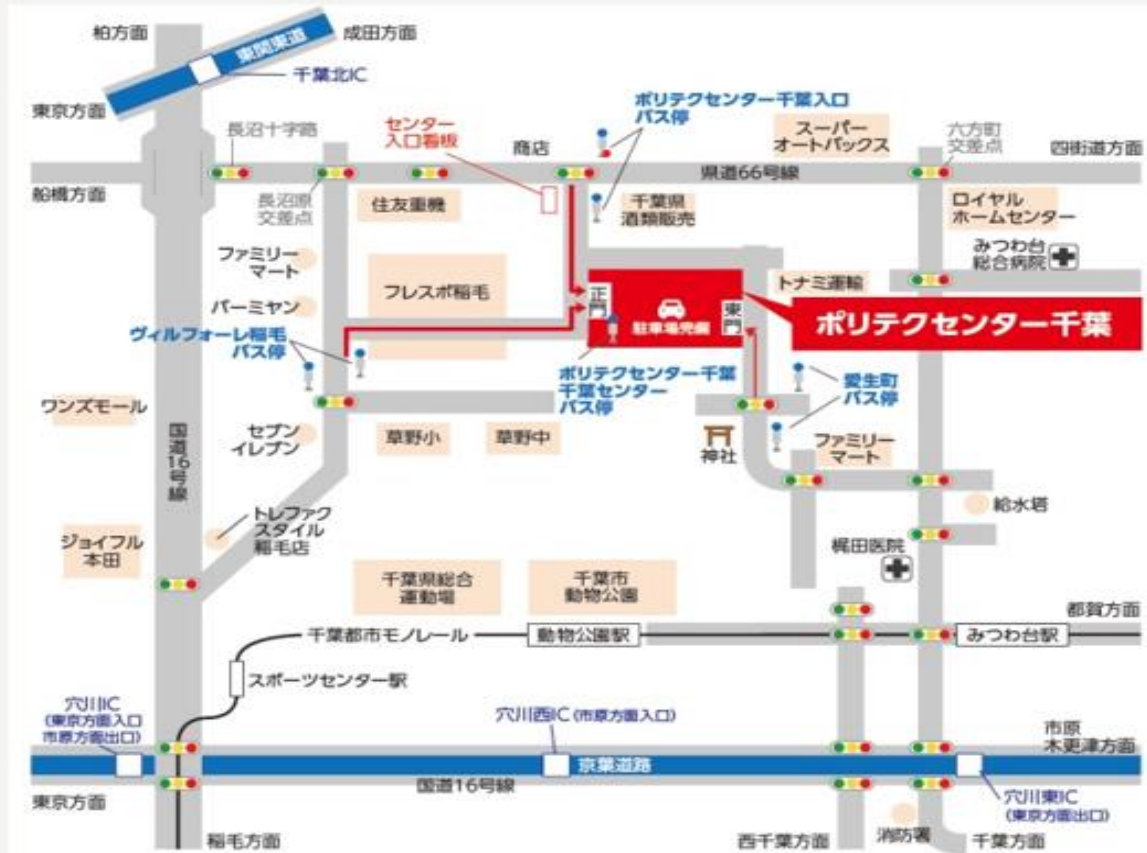 柏方面
成田方面
東関東道
千葉北IC
東京方面
ポリテクセンター千葉入口
バス停
長沼十字路
センター
入口看板
商店
スーパー
オートバックス
六方町
交差点
四街道方面
県道66号線
船橋方面
長沼原
交差点
住友重機
千葉県
酒類販売
ロイヤル
ホームセンター
ファミリー
マート
みつわ台
総合病院
フレスポ稲毛
正門
トナミ運輸
バーミヤン
東門
駐車場完備
ポリテクセンター千葉
ヴィルフォーレ稲毛
バス停
ポリテクセンター千葉
千葉センター
バス停
愛生町
バス停
ワンズモール
国道16号線
セブン
イレブン
草野小
草野中
神社
ファミリー
マート
給水塔
トレファク
スタイル
稲毛店
ジョイフル
本田
梶田医院
千葉県総合
運動場
千葉市
動物公園
都賀方面
千葉都市モノレール
動物公園駅
みつわ台駅
スポーツセンター駅
穴川IC
(東京方面入口
市原方面出口)
穴川西IC(市原方面入口)
市原
木更津方面
京葉道路
国道16号線
東京方面
穴川東IC
(東京方面出口)
稲毛方面
西千葉方面
消防署
千葉方面